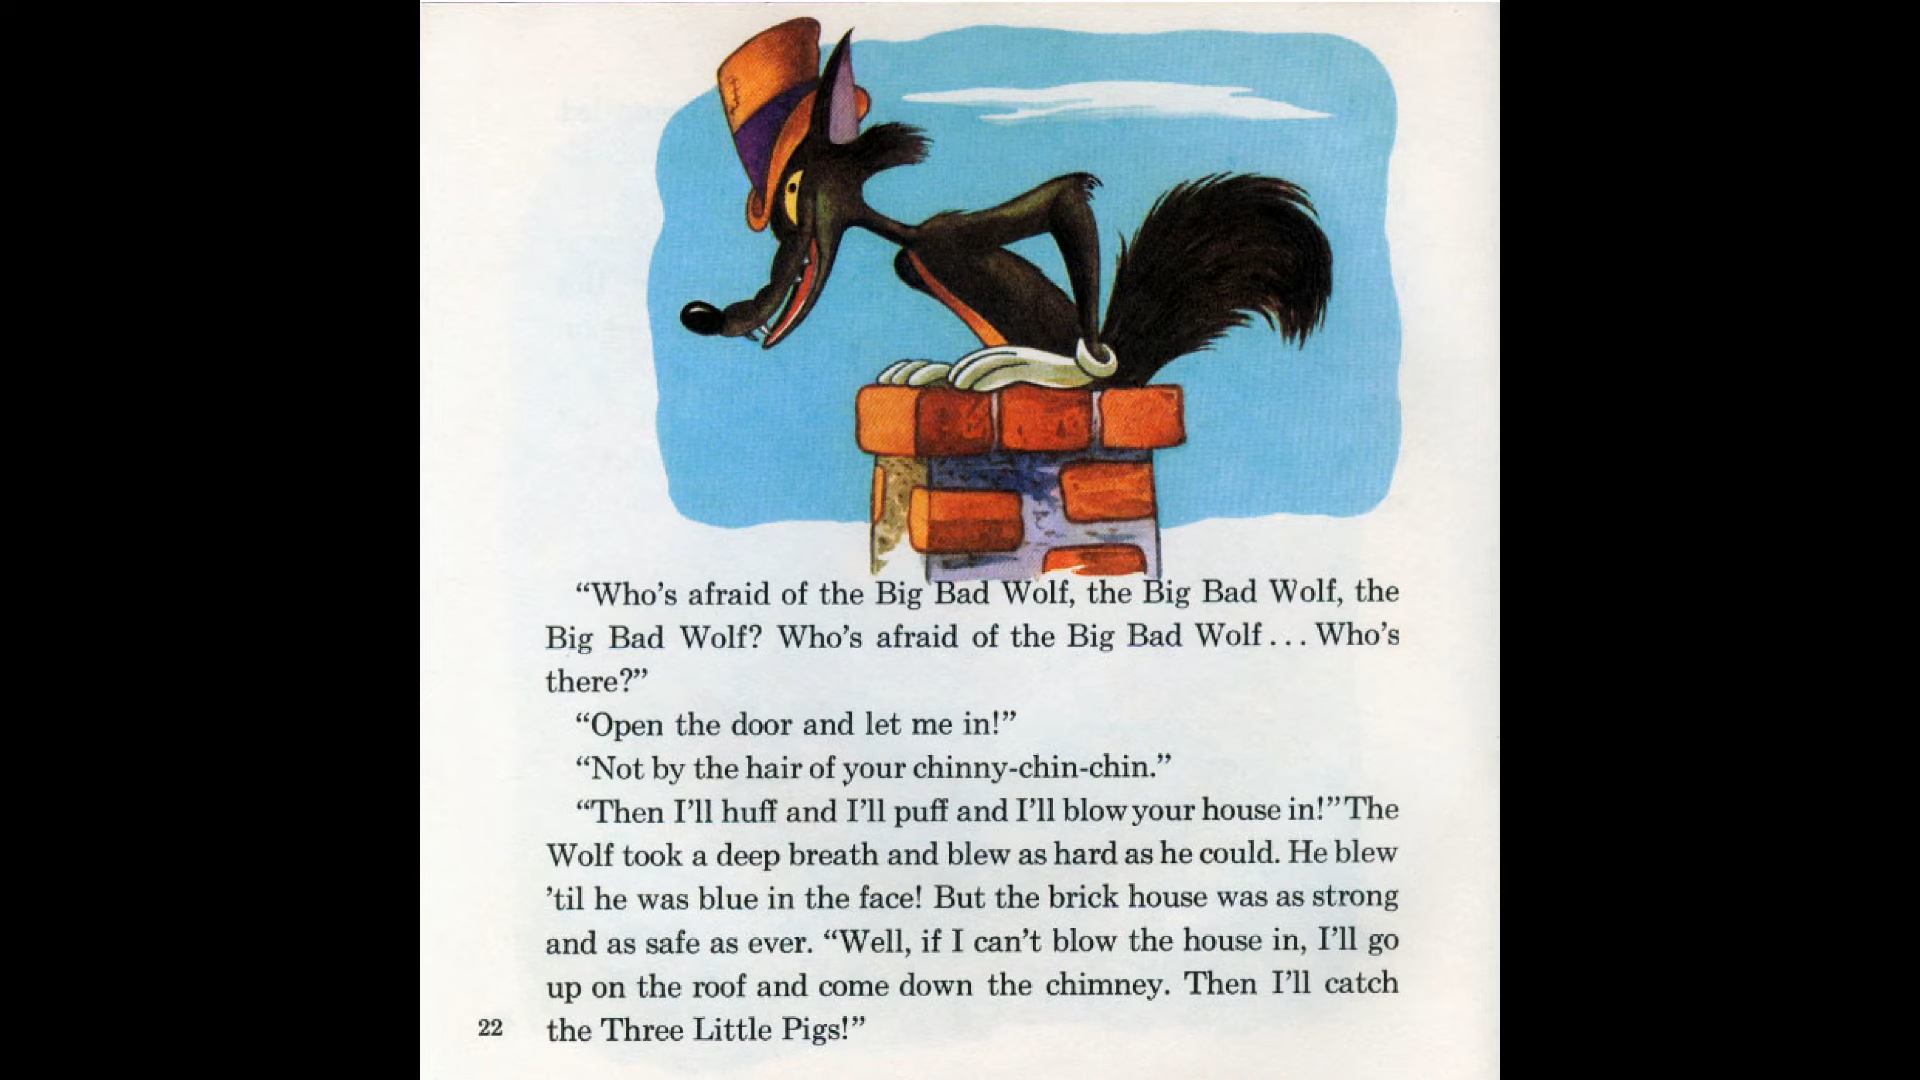 “Who’s afraid of the Big Bad Wolf, the Big Bad Wolf, the
Big Bad Wolf? Who’s afraid of the Big Bad Wolf . . . Who’s
there?”
“Open the door and let me in!”
“Not by the hair of your chinny-chin-chin.”
“Then I’ll huff and I’ll puff and I’ll blow your house in!” The
Wolf took a deep breath and blew as hard as he could. He blew
’til he was blue in the face! But the brick house was as strong
and as safe as ever. “Well, if I can’t blow the house in, I’ll go
up on the roof and come down the chimney. Then I’ll catch
the Three Little Pigs!”
22